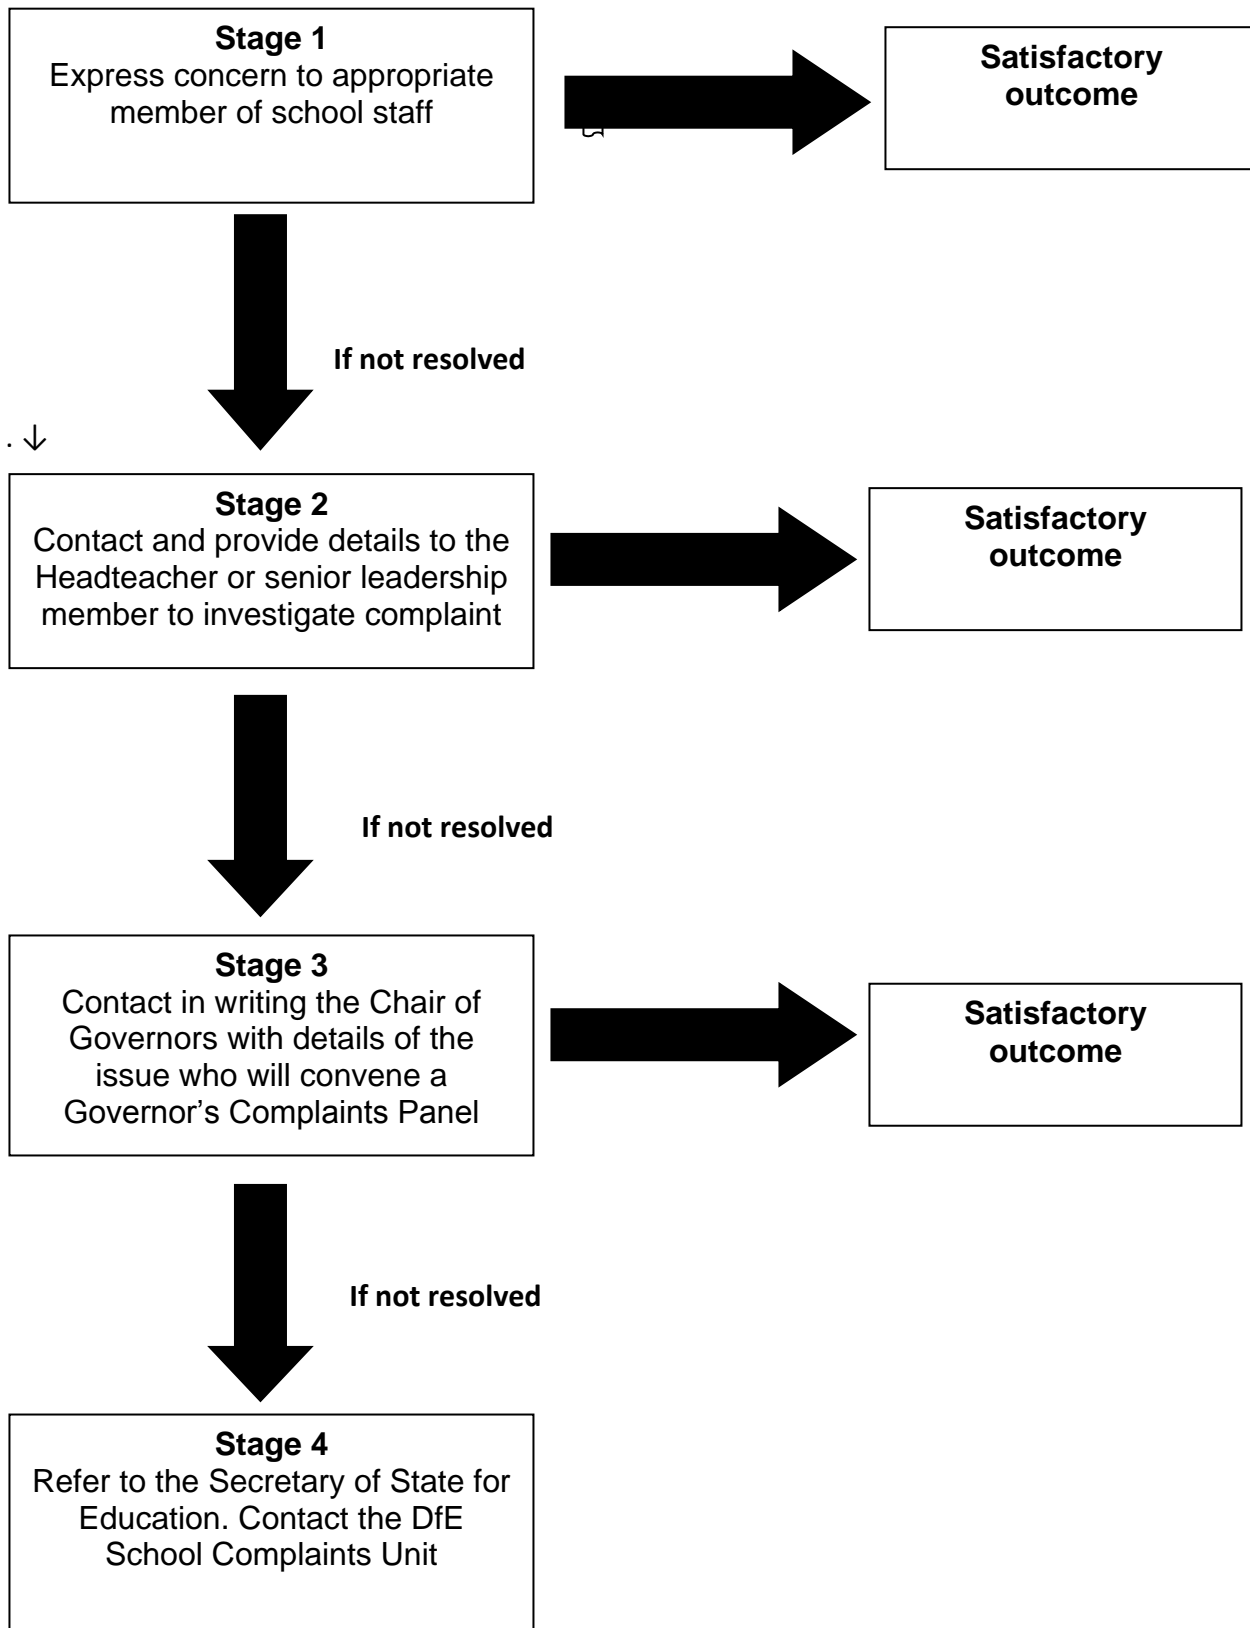 Stage 1
Express concern to appropriate
member of school staff
Satisfactory
outcome
If not resolved
. ↓
Stage 2
Contact and provide details to the
Headteacher or senior leadership
member to investigate complaint
Satisfactory
outcome
If not resolved
Stage 3
Contact in writing the Chair of
Governors with details of the
issue who will convene a
Governor’s Complaints Panel
Satisfactory
outcome
If not resolved
Stage 4
Refer to the Secretary of State for
Education. Contact the DfE
School Complaints Unit